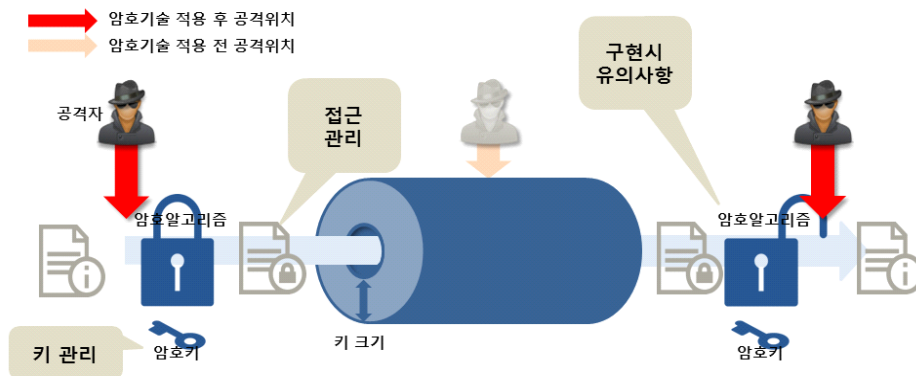 암호기술 적용 후 공격위치
암호기술 적용 전 공격위치
공격자
접근
관리
구현시
유의사항
암호알고리즘
암호알고리즘
키 크기
키 관리
암호키
암호키